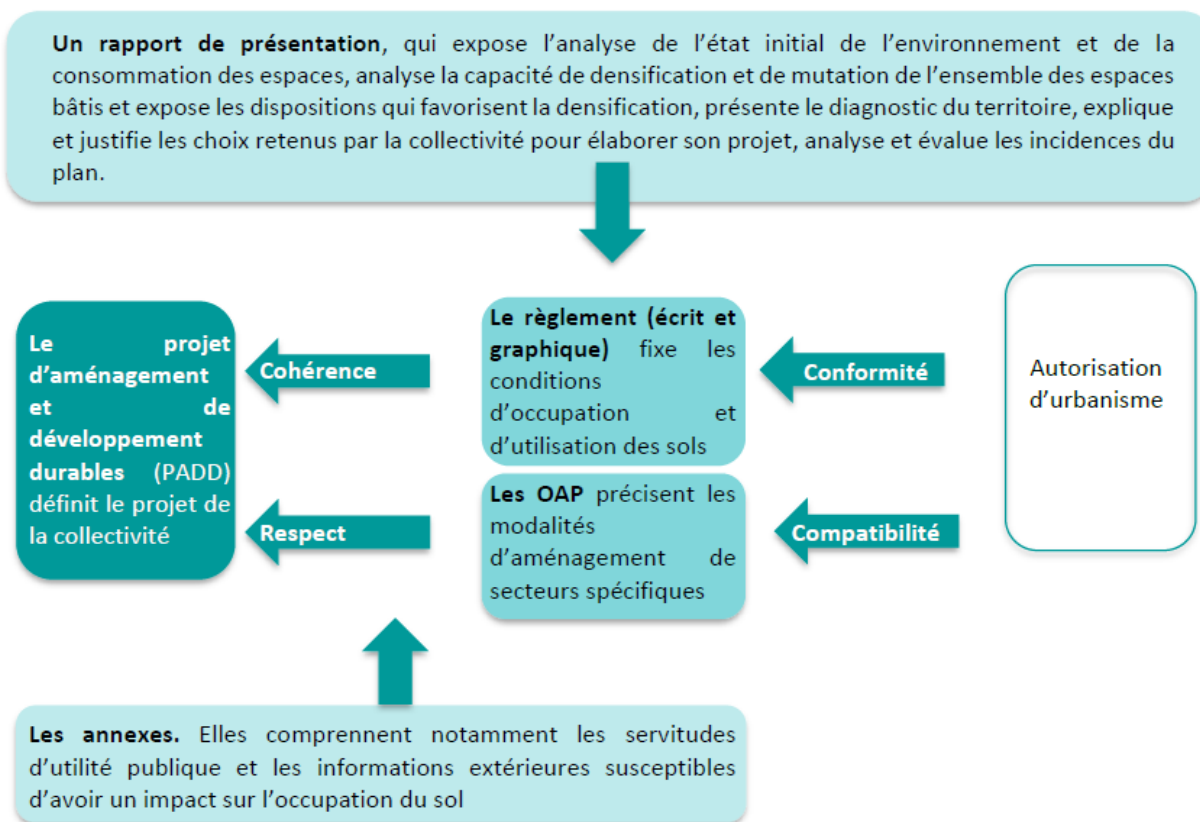 Un rapport de présentation, qui expose l'analyse de l'état initial de l'environnement et de la
consommation des espaces, analyse la capacité de densification et de mutation de l'ensemble des espaces
bâtis et expose les dispositions qui favorisent la densification, présente le diagnostic du territoire, explique
et justifie les choix retenus par la collectivité pour élaborer son projet, analyse et évalue les incidences du
plan.
Le projet
d'aménagement
et de
développement
durables (PADD)
définit le projet de
la collectivité
Cohérence
Respect
Le règlement (écrit et
graphique) fixe les
conditions
d'occupation et
d'utilisation des sols
Les OAP précisent les
modalités
d'aménagement de
secteurs spécifiques
Conformité
Compatibilité
Autorisation
d'urbanisme
Les annexes. Elles comprennent notamment les servitudes
d'utilité publique et les informations extérieures susceptibles
d'avoir un impact sur l'occupation du sol